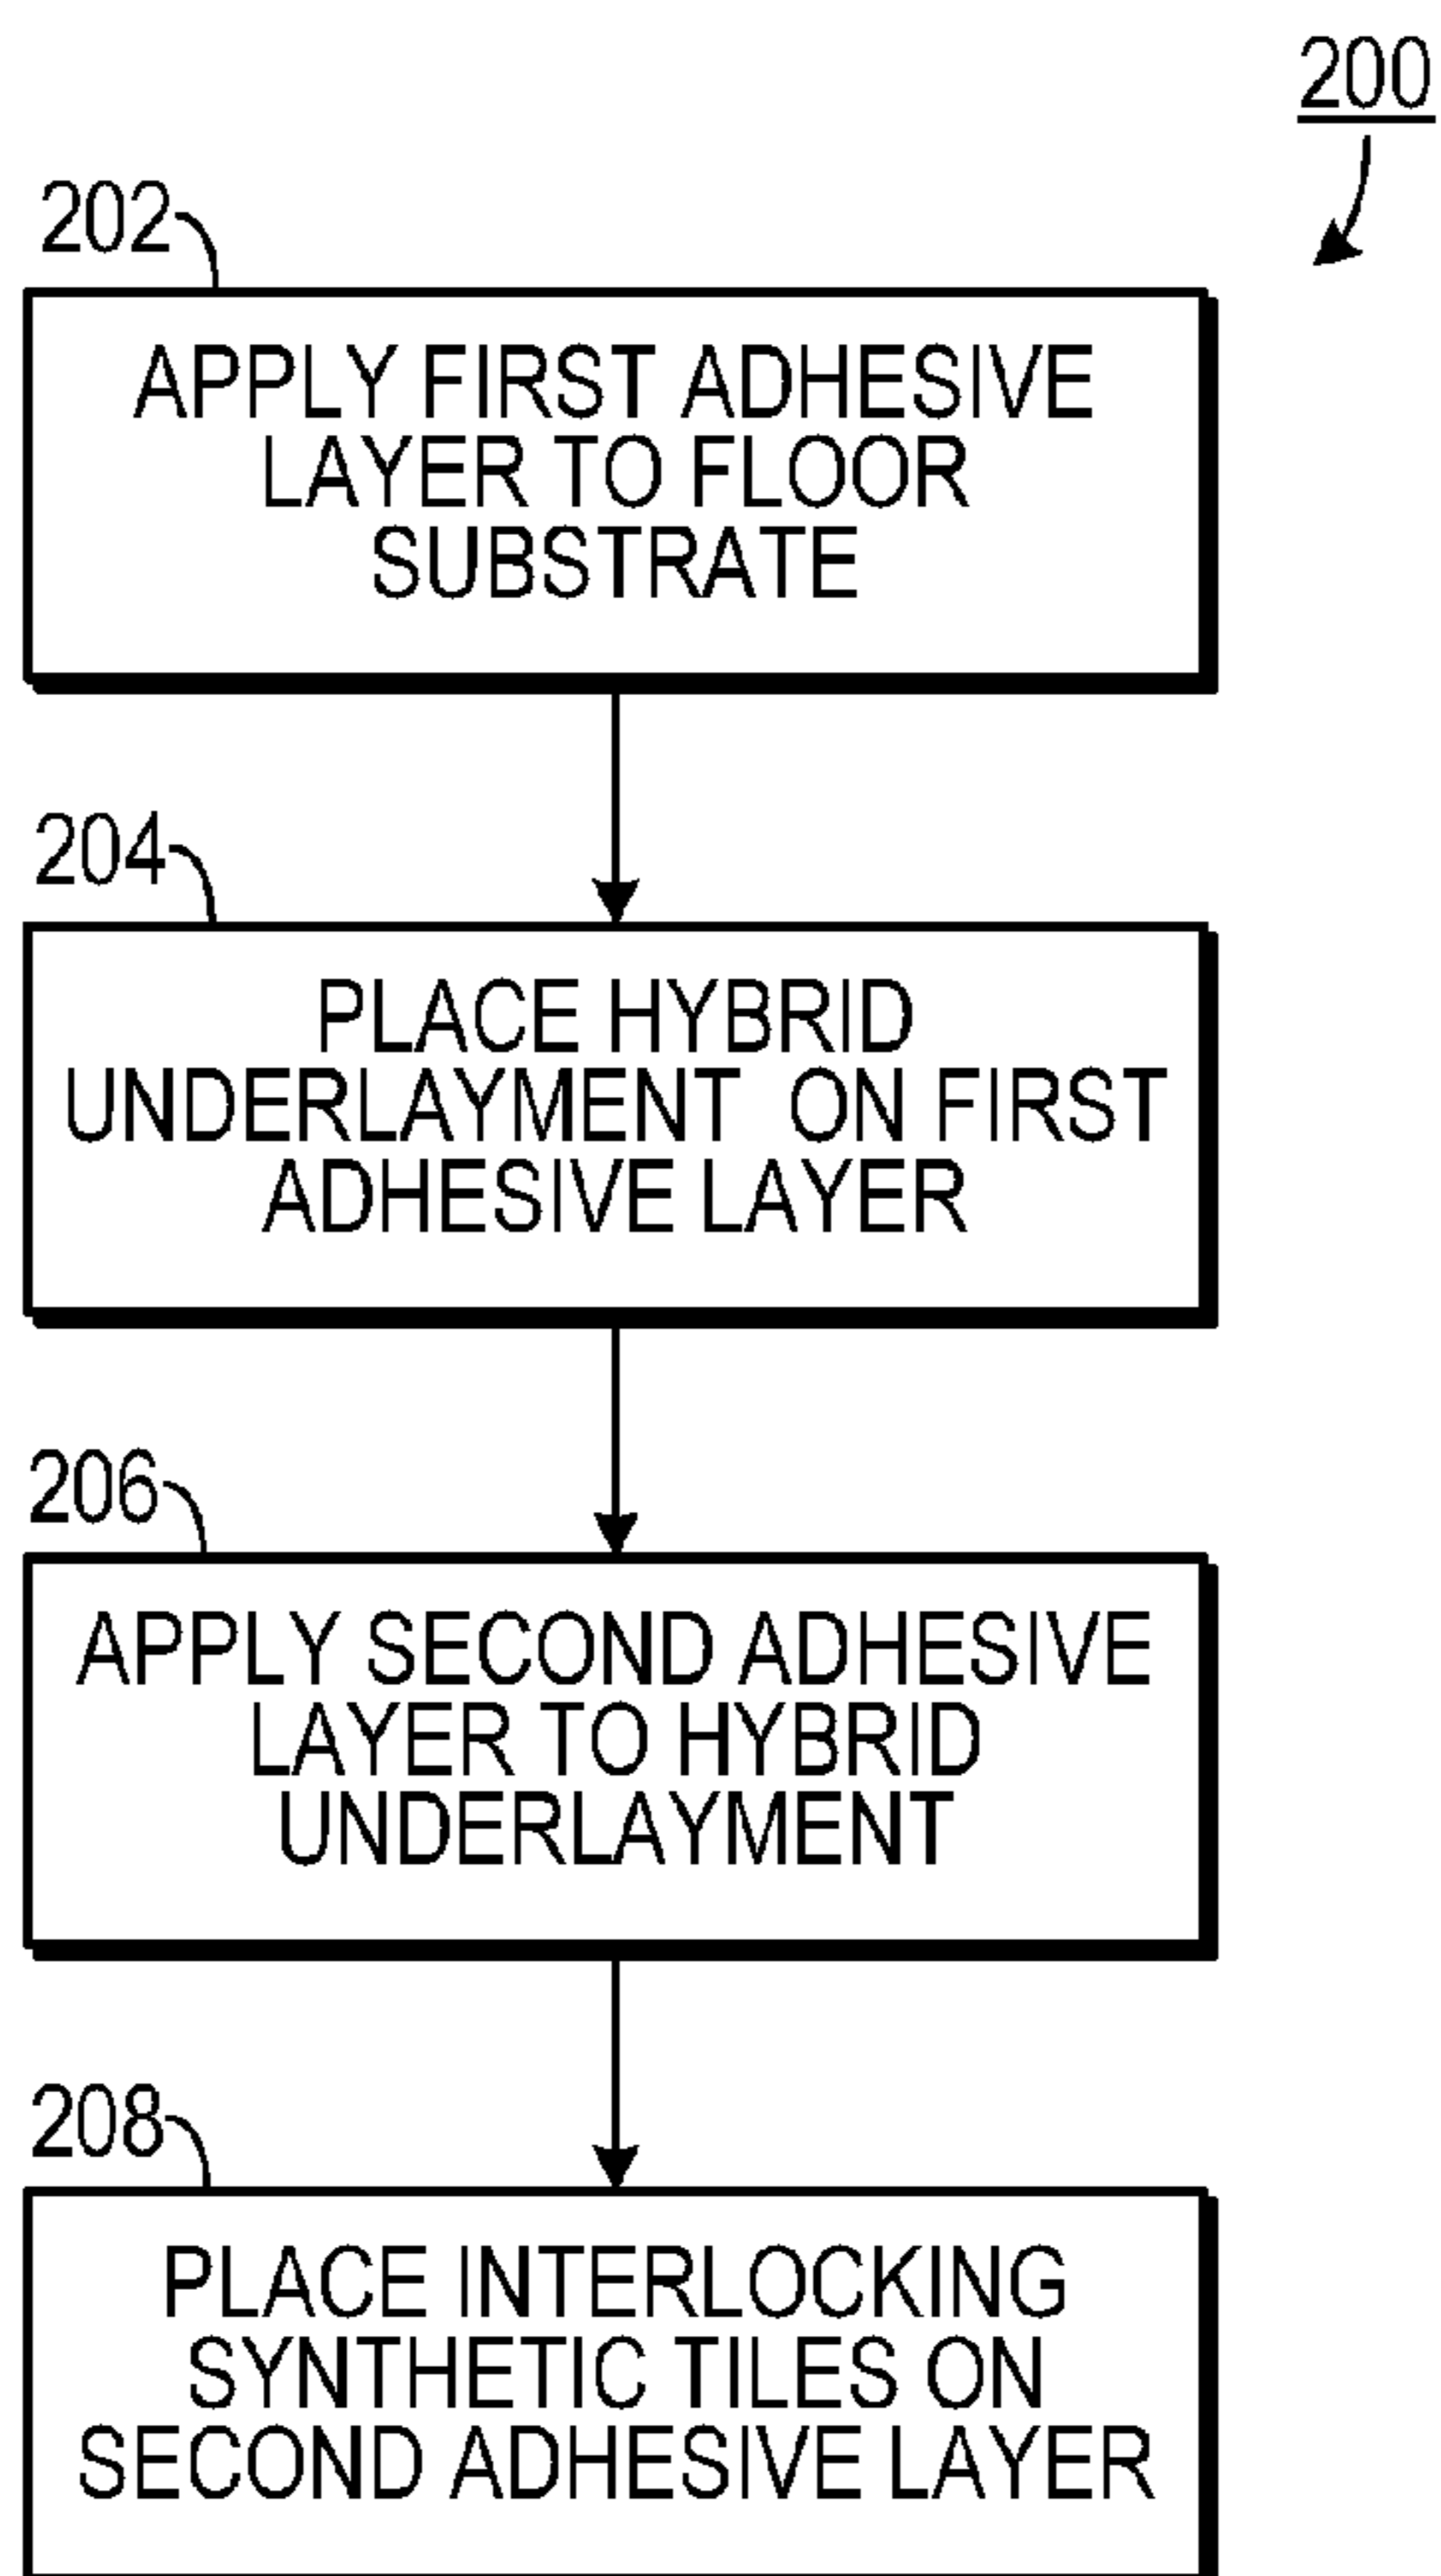 200
202
APPLY FIRST ADHESIVE
LAYER TO FLOOR
SUBSTRATE
204
PLACE HYBRID
UNDERLAYMENT ON FIRST
ADHESIVE LAYER
206
APPLY SECOND ADHESIVE
LAYER TO HYBRID
UNDERLAYMENT
208
PLACE INTERLOCKING
SYNTHETIC TILES ON
SECOND ADHESIVE LAYER